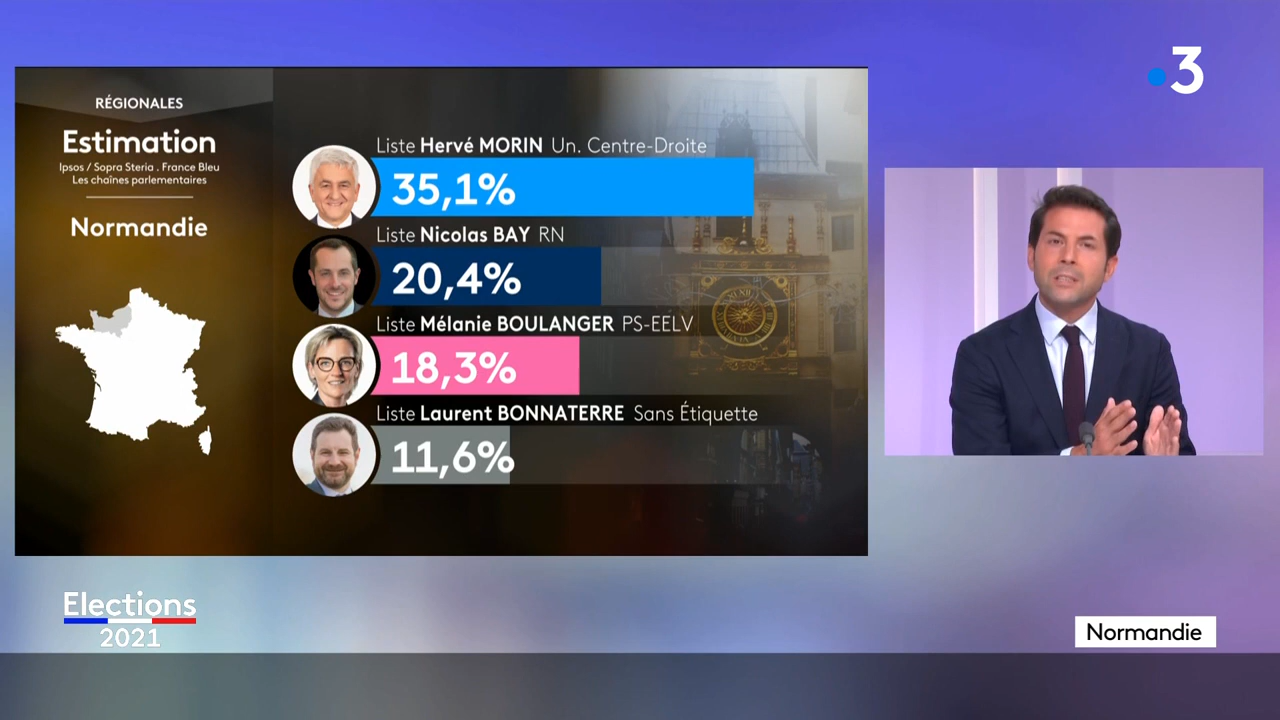 3
RÉGIONALES
Estimation
Ipsos / Sopra Steria . France Bleu
Les chaînes parlementaires
Normandie
Liste Hervé MORIN Un. Centre-Droite
35,1%
Liste Nicolas BAY RN
20,4%
Liste Mélanie BOULANGER PS-EELV
18,3%
Liste Laurent BONNATERRE Sans Étiquette
11,6%
Elections
2021
Normandie